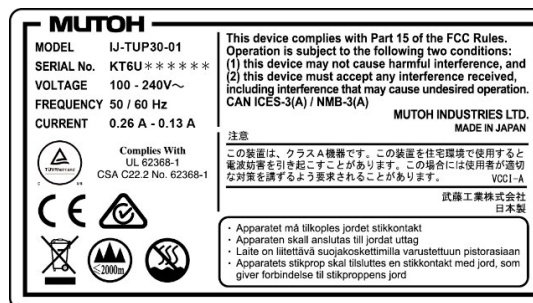 MUTOH
MODEL IJ-TUP30-01
SERIAL No. KT6U******
VOLTAGE 100 - 240V～
FREQUENCY 50 / 60 Hz
CURRENT 0.26 A - 0.13 A
Complies With
UL 62368-1
CSA C22.2 No. 62368-1
≤2000m
This device complies with Part 15 of the FCC Rules.
Operation is subject to the following two conditions:
(1) this device may not cause harmful interference, and
(2) this device must accept any interference received,
including interference that may cause undesired operation.
CAN ICES-3(A) / NMB-3(A)
MUTOH INDUSTRIES LTD.
MADE IN JAPAN
注意
この装置は、クラスA機器です。この装置を住宅環境で使用すると
電波妨害を引き起こすことがあります。この場合には使用者が適切
な対策を講ずるよう要求されることがあります。 VCCI-A
武藤工業株式会社
日本製
・ Apparatet må tilkoples jordet stikkontakt
・ Apparaten skall anslutas till jordat uttag
・ Laite on liitettävä suojakoskettimilla varustettuun pistorasiaan
・ Apparatets stikprop skal tilsluttes en stikkontakt med jord, som
giver forbindelse til stikproppens jord